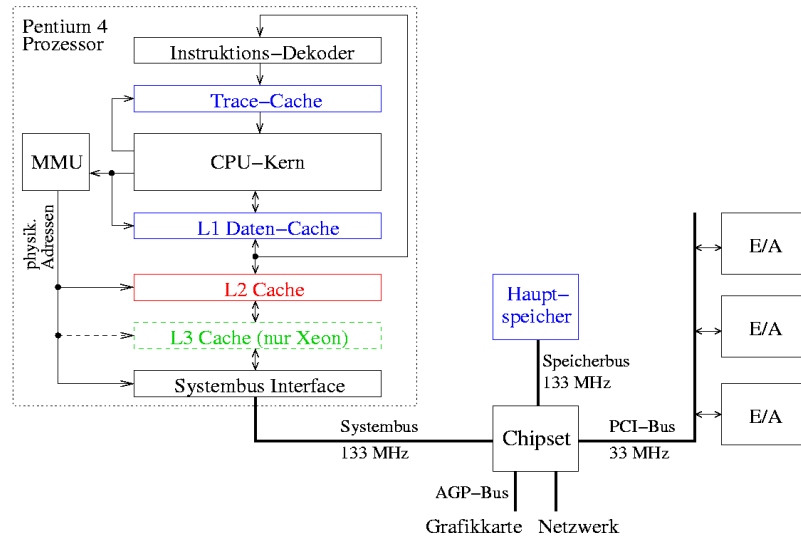 Pentium 4
Prozessor
Instruktions–Dekoder
Trace–Cache
MMU
CPU–Kern
physik.
Adressen
L1 Daten–Cache
L2 Cache
L3 Cache (nur Xeon)
Systembus Interface
Systembus
133 MHz
Haupt–
speicher
Speicherbus
133 MHz
Chipset
PCI–Bus
33 MHz
E/A
E/A
E/A
AGP–Bus
Grafikkarte
Netzwerk